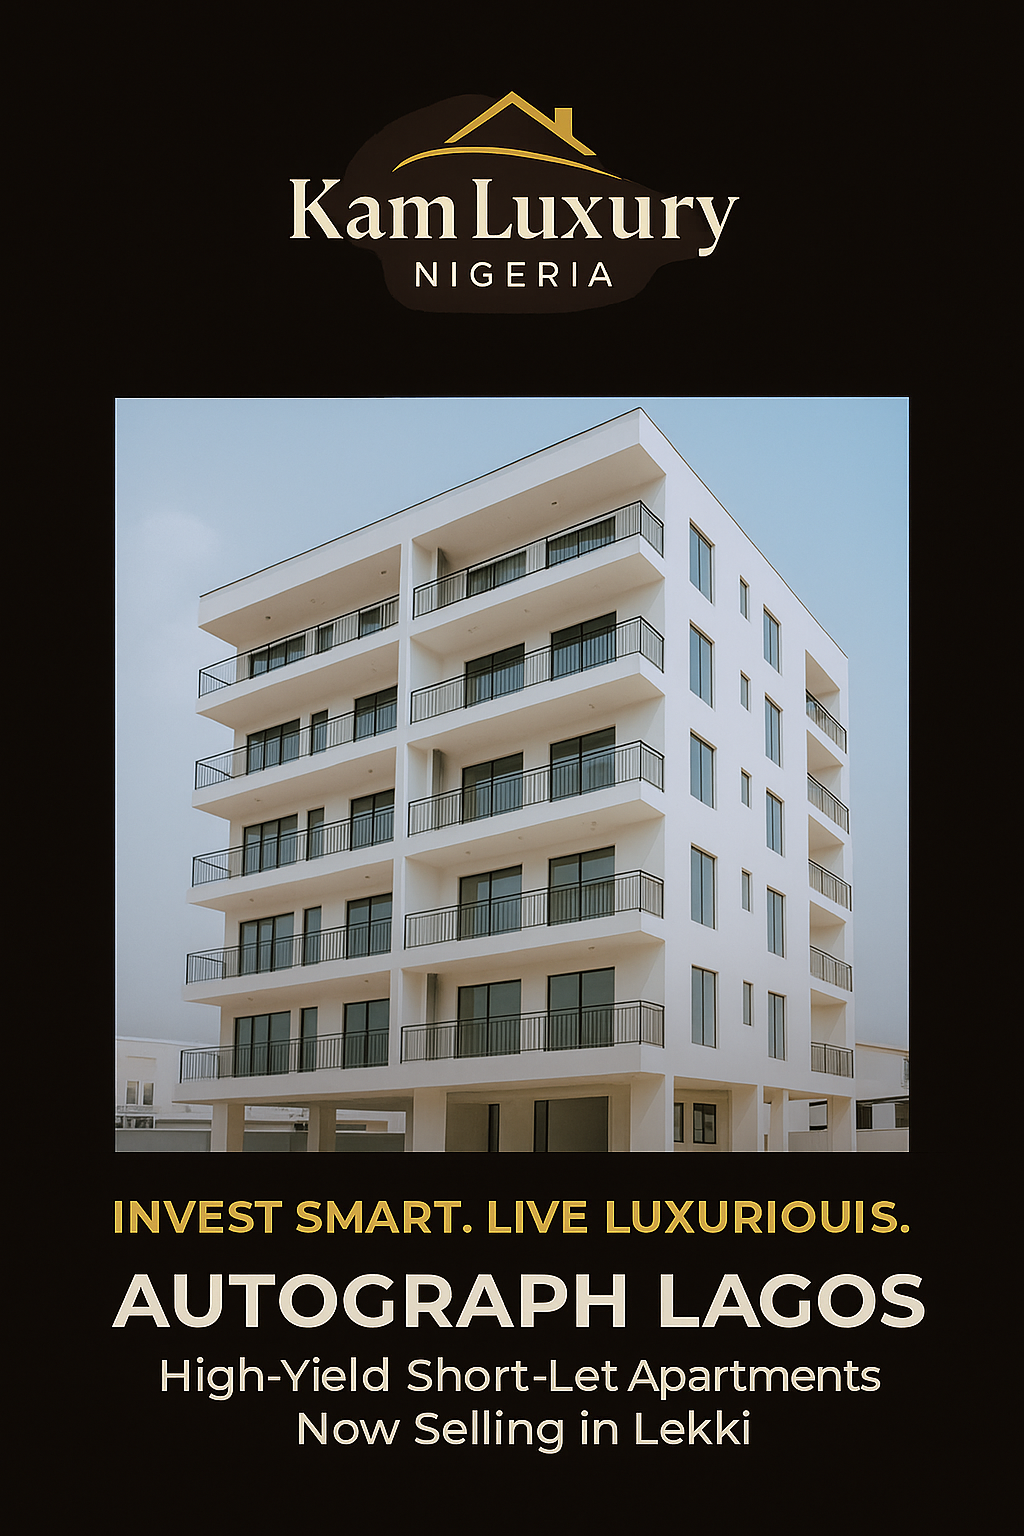 Kam Luxury
NIGERIA
INVEST SMART. LIVE LUXURIOUIS.
AUTOGRAPH LAGOS
High-Yield Short-Let Apartments
Now Selling in Lekki